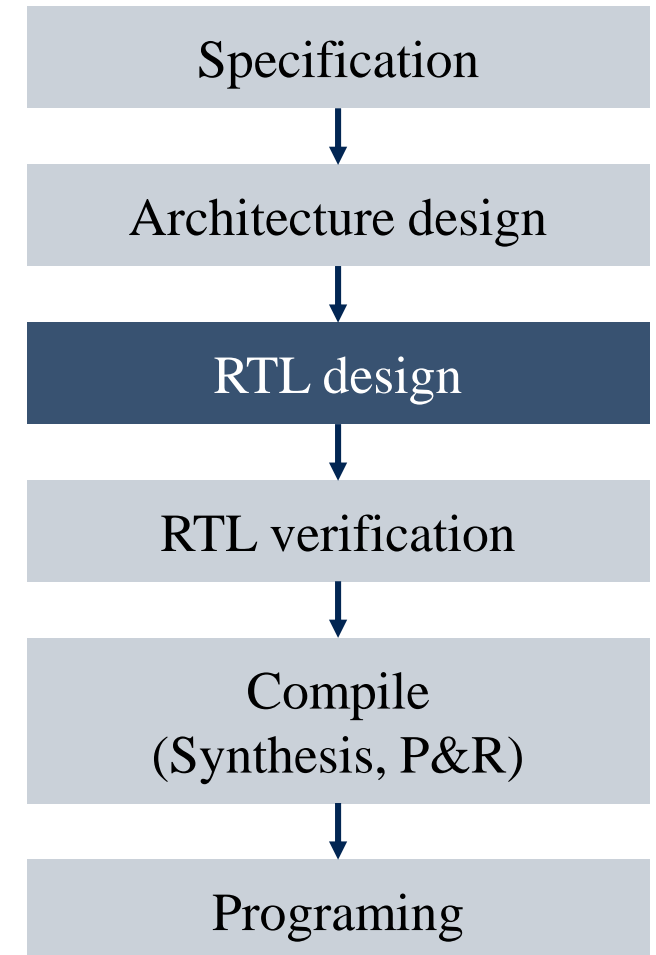 Specification
Architecture design
RTL design
RTL verification
Compile
(Synthesis, P&R)
Programing